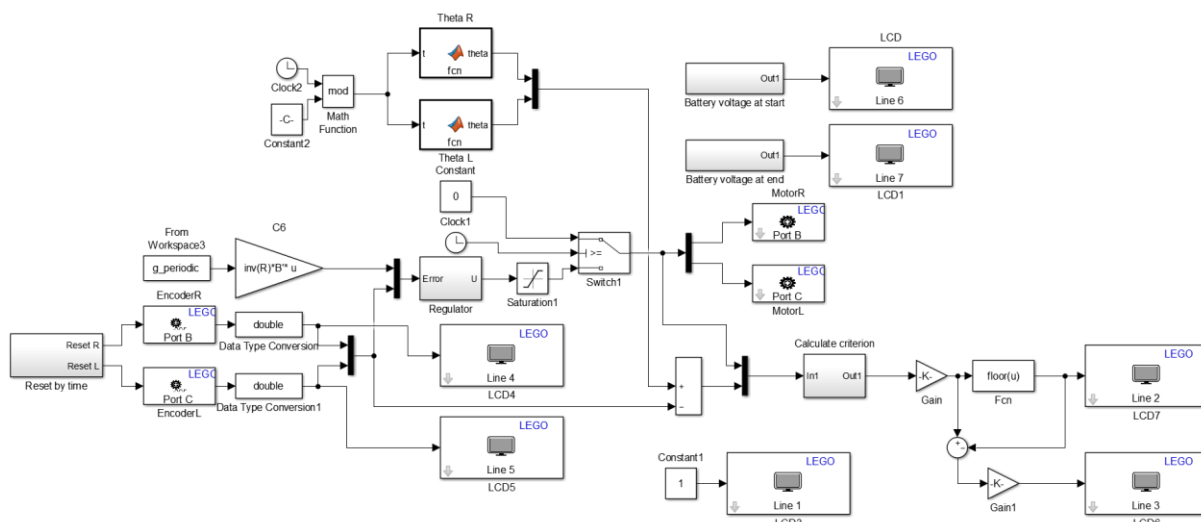 Theta R
t
theta
fcn
Clock2
mod
-C-
Math
Function
Constant2
t
theta
fcn
Theta L
Constant
0
Clock1
LCD
LEGO
Out1
Battery voltage at start
Line 6
LEGO
Out1
Battery voltage at end
Line 7
LCD1
MotorR
LEGO
Port B
LEGO
Port C
MotorL
From
Workspace3
g_periodic
C6
inv(R)*B'* u
Error
U
Regulator
Saturation1
>=
Switch1
EncoderR
LEGO
Port B
double
Data Type Conversion
Reset R
Reset L
Reset by time
LEGO
Port C
EncoderL
double
Data Type Conversion1
LEGO
Line 4
LCD4
LEGO
Line 5
LCD5
+
−
Calculate criterion
In1
Out1
-K-
Gain
floor(u)
Fcn
LEGO
Line 2
LCD7
+
−
-K-
Gain1
LEGO
Line 3
Constant1
1
LEGO
Line 1